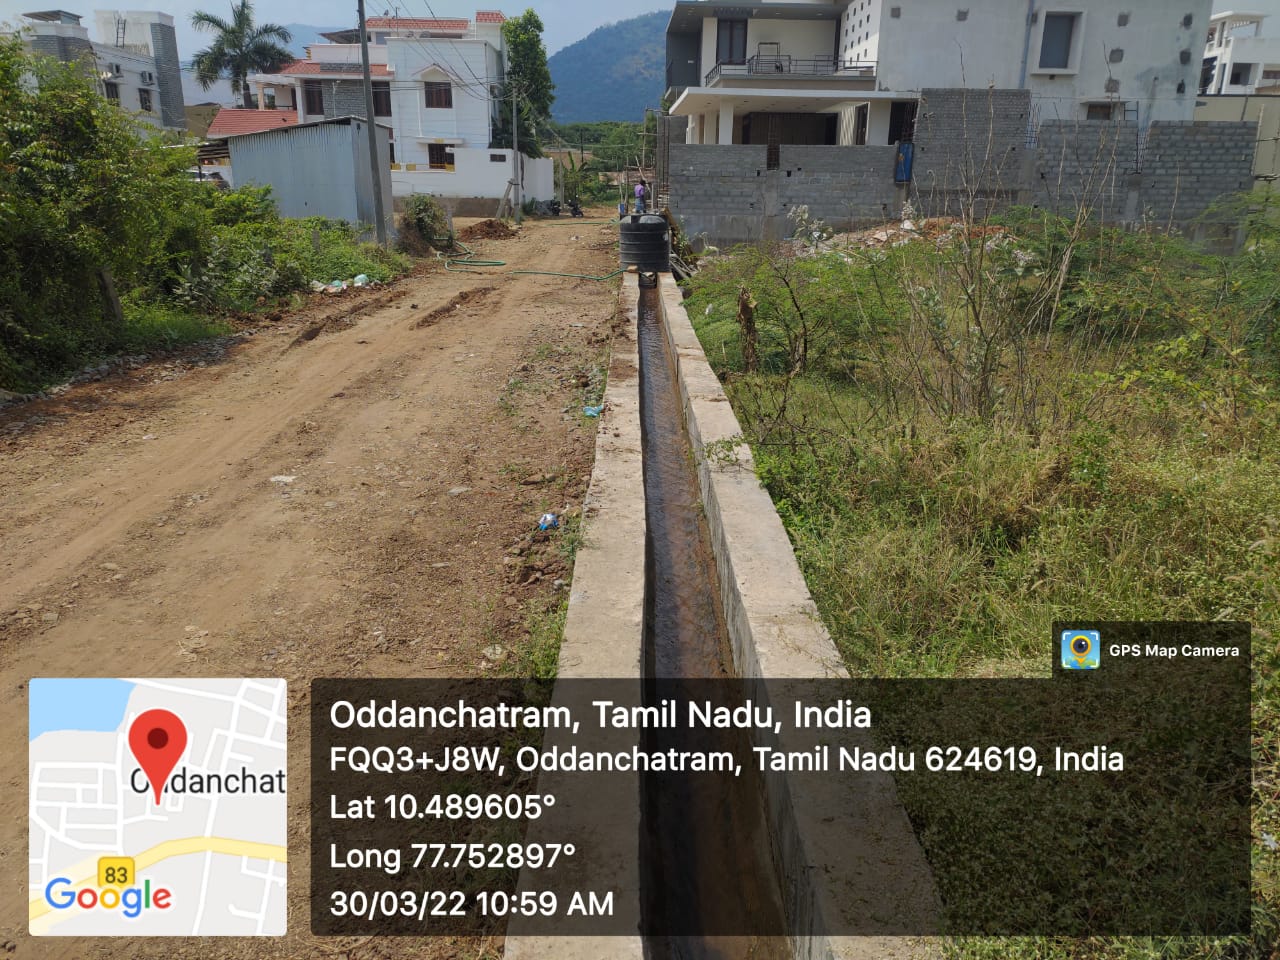 GPS Map Camera
Oddanchatram, Tamil Nadu, India
FQQ3+J8W, Oddanchatram, Tamil Nadu 624619, India
Lat 10.489605°
Long 77.752897°
30/03/22 10:59 AM
Oddanchat
83
Google